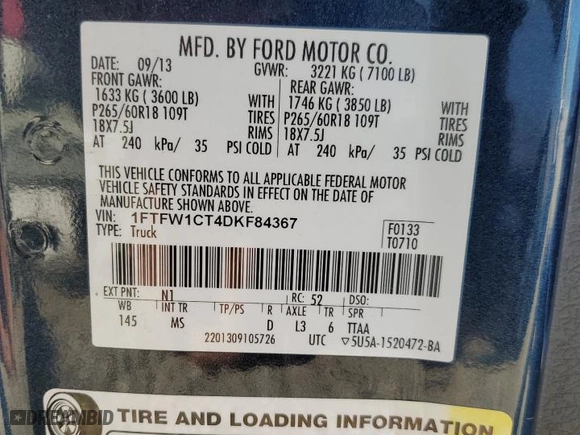 MFD. BY FORD MOTOR CO.
DATE: 09/13 GVWR: 3221 KG ( 7100 LB)
FRONT GAWR: REAR GAWR:
1633 KG ( 3600 LB) WITH 1746 KG ( 3850 LB) WITH
P265/60R18 109T TIRES P265/60R18 109T TIRES
18X7.5J RIMS 18X7.5J RIMS
AT 240 kPa/ 35 PSI COLD AT 240 kPa/ 35 PSI COLD
THIS VEHICLE CONFORMS TO ALL APPLICABLE FEDERAL MOTOR
VEHICLE SAFETY STANDARDS IN EFFECT ON THE DATE OF
MANUFACTURE SHOWN ABOVE.
VIN: 1FTFW1CT4DKF84367 F0133
TYPE: Truck T0710
EXT PNT: N1 RC: 52 DSO:
WB INT TR TP/PS R AXLE TR SPR
145 MS D L3 6 TTAA
2201309105726 UTC ▽5U5A-1520472-BA
TIRE AND LOADING INFORMATION
DREAMBID